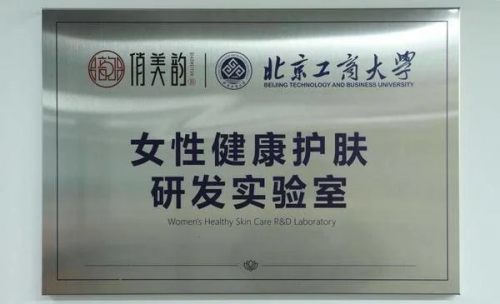 俏美韵 北京工商大学
BEIJING TECHNOLOGY AND BUSINESS UNIVERSITY
女性健康护肤
研发实验室
Women's Healthy Skin Care R&D Laboratory